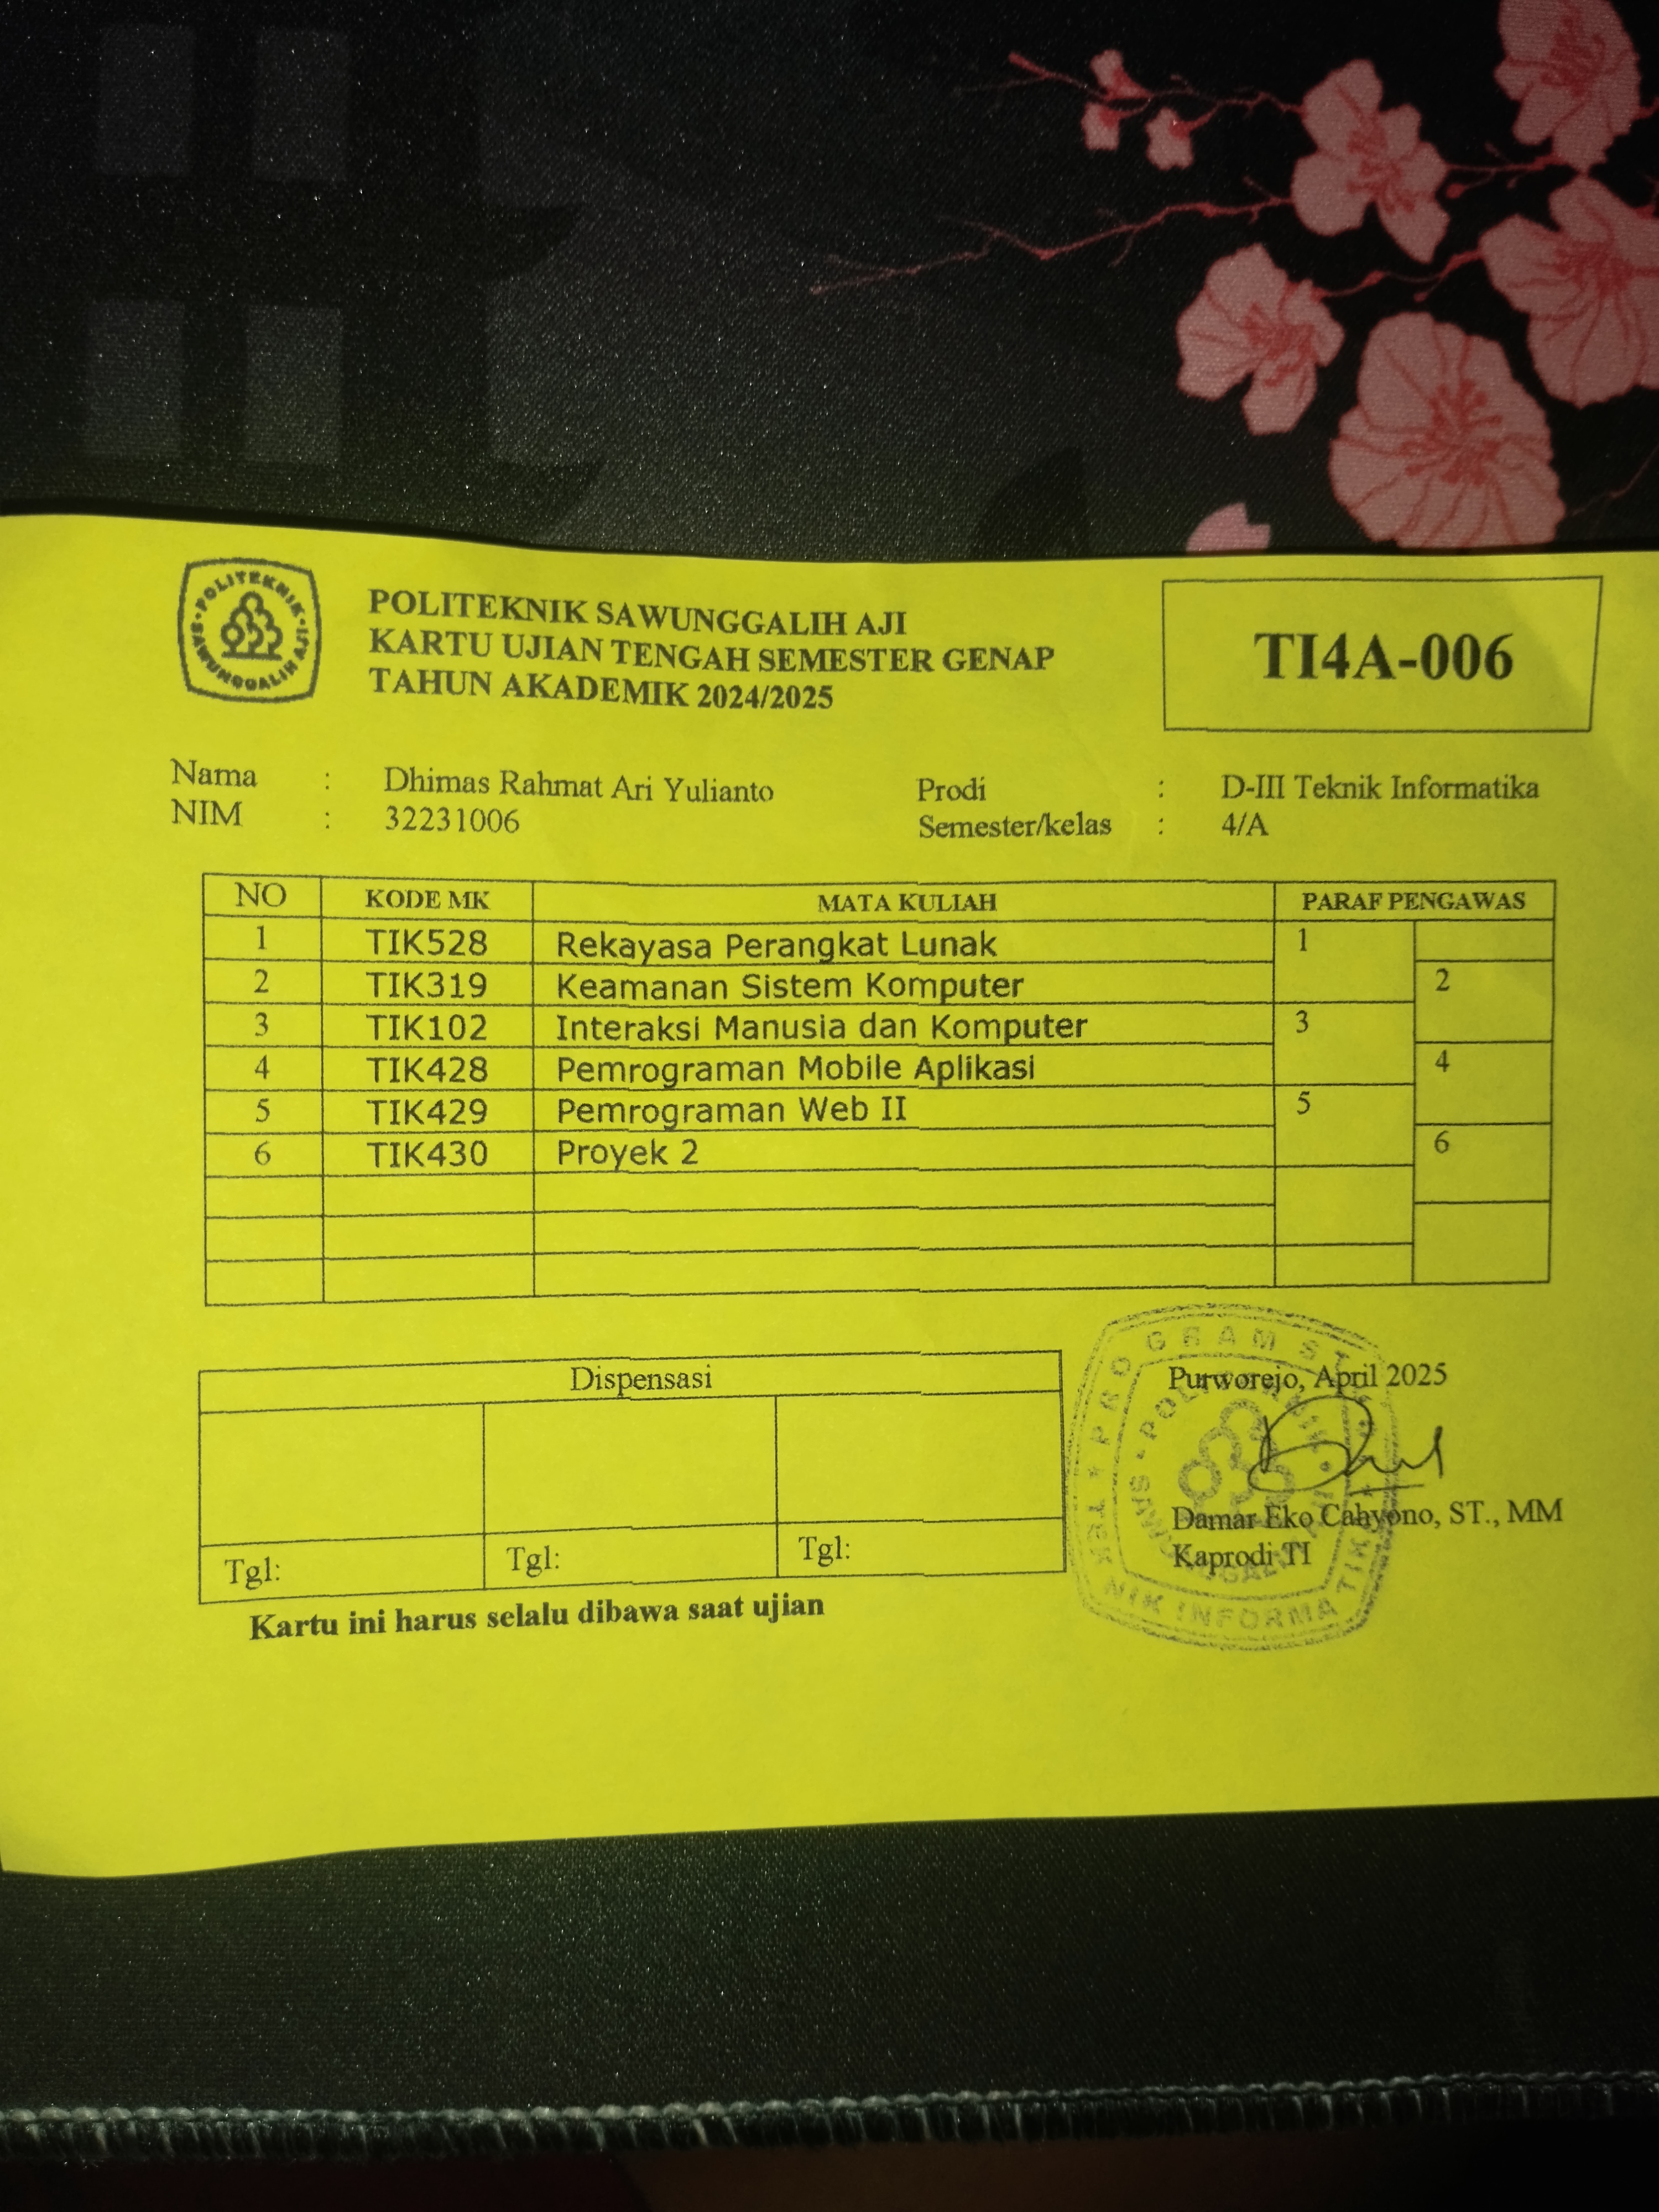 POLITEKNIK SAWUNGGALIH AJI
POLITEKNIK SAWUNGGALIH AJI
KARTU UJIAN TENGAH SEMESTER GENAP
TAHUN AKADEMIK 2024/2025
TI4A-006
Nama : Dhimas Rahmat Ari Yulianto Prodi : D-III Teknik Informatika
NIM : 32231006 Semester/kelas : 4/A
NO KODE MK MATA KULIAH PARAF PENGAWAS
1 TIK528 Rekayasa Perangkat Lunak 1
2 TIK319 Keamanan Sistem Komputer 2
3 TIK102 Interaksi Manusia dan Komputer 3
4 TIK428 Pemrograman Mobile Aplikasi 4
5 TIK429 Pemrograman Web II 5
6 TIK430 Proyek 2 6
Dispensasi
Tgl: Tgl: Tgl:
Kartu ini harus selalu dibawa saat ujian
Purworejo, April 2025
Damar Eko Cahyono, ST., MM
Kaprodi TI
PROGRAM
TEKNIK INFORMATIKA